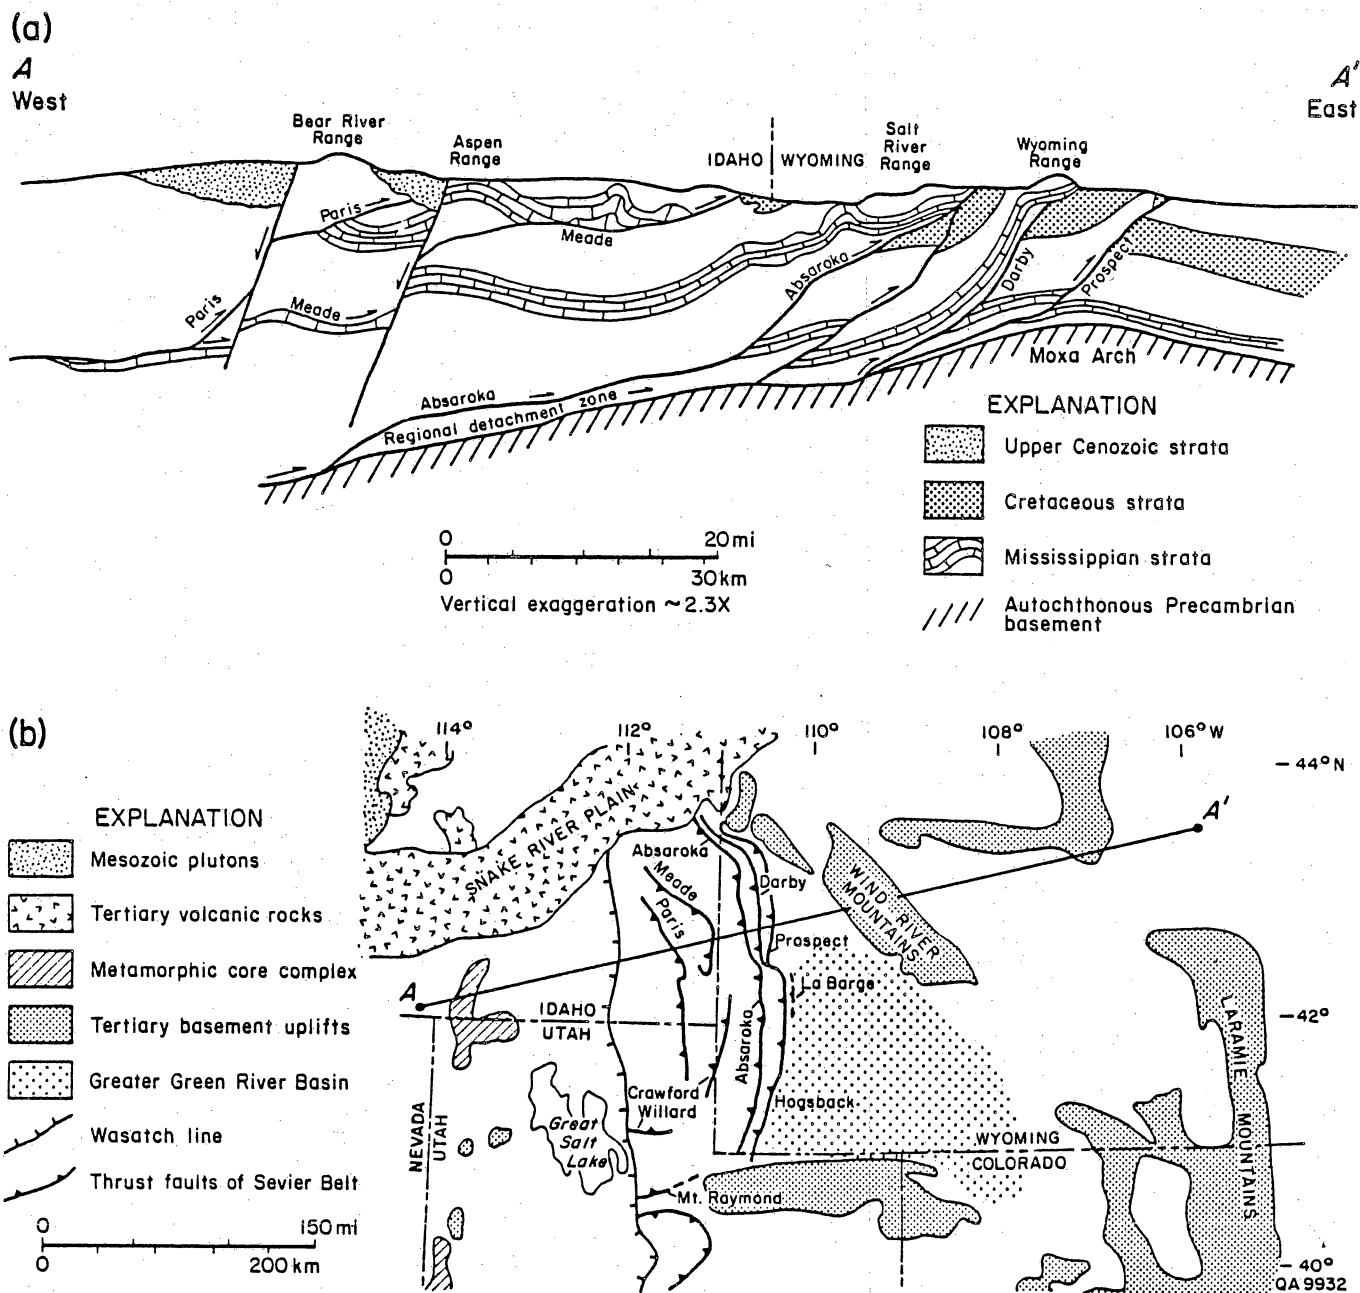 (a)
A
West
A'
East
Bear River
Range
Aspen
Range
IDAHO
WYOMING
Salt
River
Range
Wyoming
Range
Paris
Meade
Absaroka
Darby
Prospect
Paris
Meade
Moxa Arch
Absaroka
Regional detachment zone
EXPLANATION
Upper Cenozoic strata
Cretaceous strata
Mississippian strata
Autochthonous Precambrian
basement
0
20 mi
0
30 km
Vertical exaggeration ~2.3X
(b)
114°
112°
110°
108°
106° W
44° N
EXPLANATION
Mesozoic plutons
Tertiary volcanic rocks
Metamorphic core complex
Tertiary basement uplifts
Greater Green River Basin
Wasatch line
Thrust faults of Sevier Belt
0
150 mi
0
200 km
SNAKE RIVER PLAIN
Absaroka
Meade
Paris
Darby
WIND RIVER
MOUNTAINS
A'
Prospect
La Barge
A
IDAHO
UTAH
Absaroka
42°
LARAMIE MOUNTAINS
Crawford
Willard
Hogsback
NEVADA
UTAH
Great
Salt
Lake
WYOMING
COLORADO
Mt. Raymond
40°
QA9932